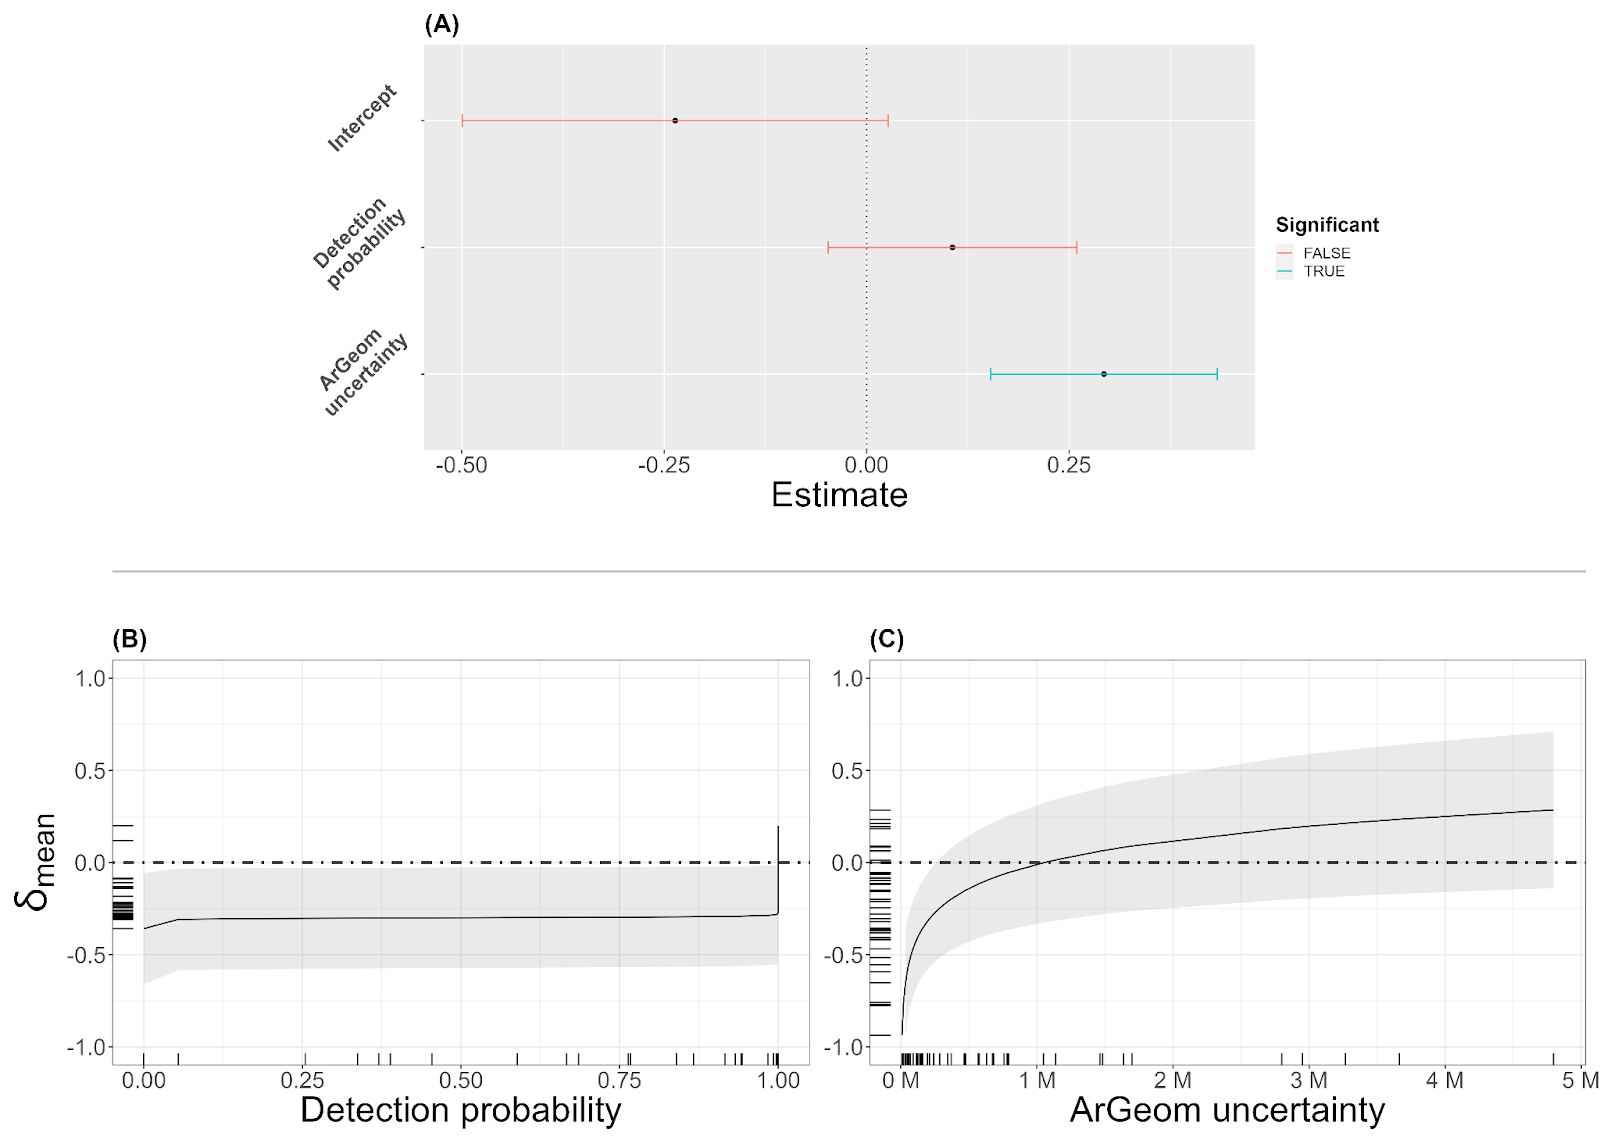 (A)
Intercept
Detection
probability
ArGeom
uncertainty
-0.50 -0.25 0.00 0.25
Estimate
Significant
FALSE
TRUE
(B)
1.0
0.5
0.0
-0.5
-1.0
δmean
0.00 0.25 0.50 0.75 1.00
Detection probability
(C)
1.0
0.5
0.0
-0.5
-1.0
0 M 1 M 2 M 3 M 4 M 5 M
ArGeom uncertainty